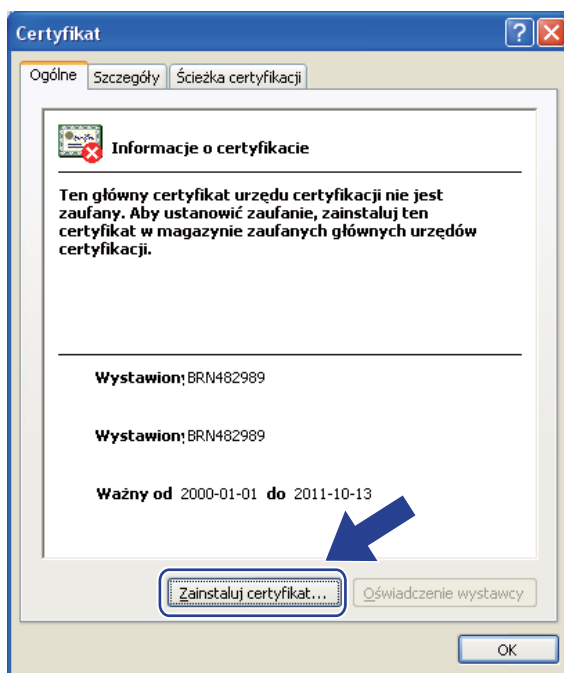 Certyfikat
Ogólne Szczegóły Ścieżka certyfikacji
Informacje o certyfikacie
Ten główny certyfikat urzędu certyfikacji nie jest
zaufany. Aby ustanowić zaufanie, zainstaluj ten
certyfikat w magazynie zaufanych głównych urzędów
certyfikacji.
Wystawiony BRN482989
Wystawiony BRN482989
Ważny od 2000-01-01 do 2011-10-13
Zainstaluj certyfikat... Oświadczenie wystawcy
OK